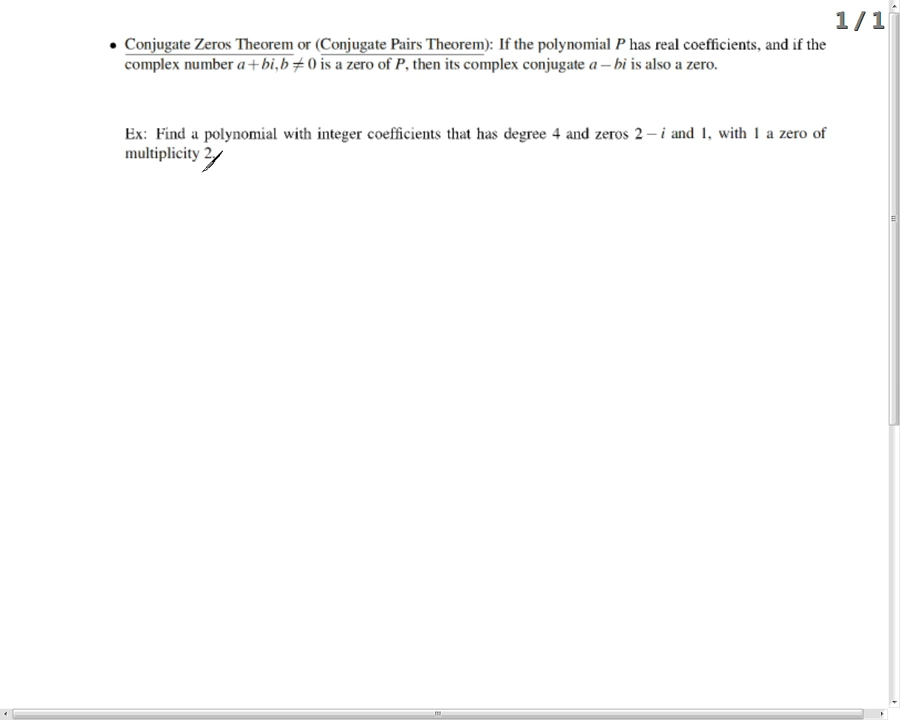 1 / 1
• Conjugate Zeros Theorem or (Conjugate Pairs Theorem): If the polynomial P has real coefficients, and if the
complex number a + bi, b ≠ 0 is a zero of P, then its complex conjugate a − bi is also a zero.
Ex: Find a polynomial with integer coefficients that has degree 4 and zeros 2 − i and 1, with 1 a zero of
multiplicity 2.